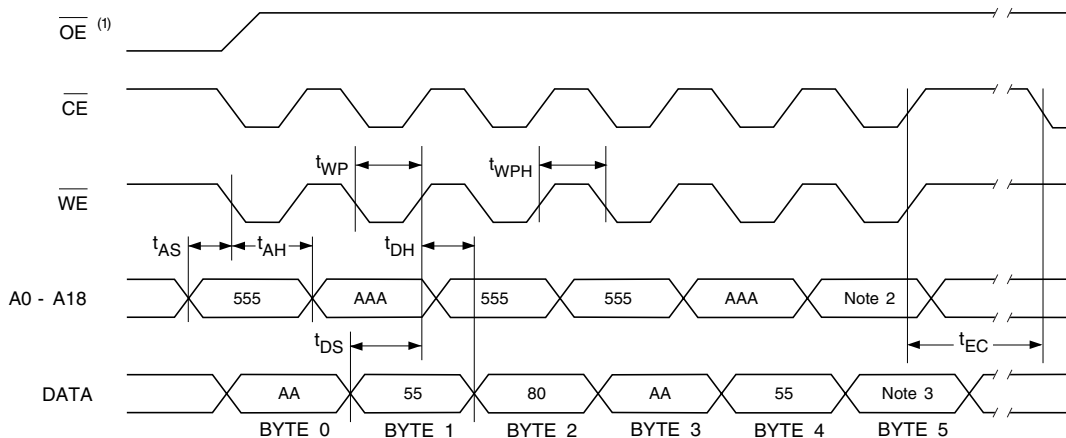 OE (1)
CE
tWP
tWPH
WE
tAS
tAH
tDH
A0 - A18
555
AAA
555
555
AAA
Note 2
tDS
tEC
DATA
AA
55
80
AA
55
Note 3
BYTE 0
BYTE 1
BYTE 2
BYTE 3
BYTE 4
BYTE 5